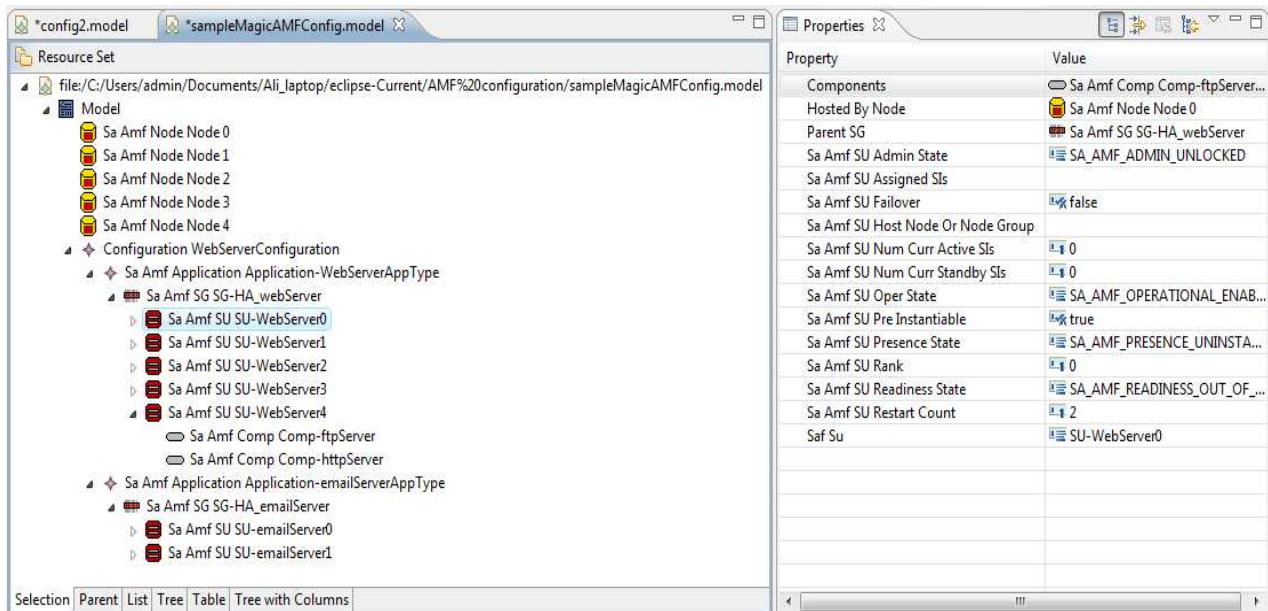 *config2.model
*sampleMagicAMFConfig.model
Resource Set
file:/C:/Users/admin/Documents/Ali_laptop/eclipse-Current/AMF%20configuration/sampleMagicAMFConfig.model
Model
Sa Amf Node Node 0
Sa Amf Node Node 1
Sa Amf Node Node 2
Sa Amf Node Node 3
Sa Amf Node Node 4
Configuration WebServerConfiguration
Sa Amf Application Application-WebServerAppType
Sa Amf SG SG-HA_webServer
Sa Amf SU SU-WebServer0
Sa Amf SU SU-WebServer1
Sa Amf SU SU-WebServer2
Sa Amf SU SU-WebServer3
Sa Amf SU SU-WebServer4
Sa Amf Comp Comp-ftpServer
Sa Amf Comp Comp-httpServer
Sa Amf Application Application-emailServerAppType
Sa Amf SG SG-HA_emailServer
Sa Amf SU SU-emailServer0
Sa Amf SU SU-emailServer1
Selection Parent List Tree Table Tree with Columns
Properties
Property Value
Components Sa Amf Comp Comp-ftpServer...
Hosted By Node Sa Amf Node Node 0
Parent SG Sa Amf SG SG-HA_webServer
Sa Amf SU Admin State SA_AMF_ADMIN_UNLOCKED
Sa Amf SU Assigned SIs
Sa Amf SU Failover false
Sa Amf SU Host Node Or Node Group
Sa Amf SU Num Curr Active SIs 0
Sa Amf SU Num Curr Standby SIs 0
Sa Amf SU Oper State SA_AMF_OPERATIONAL_ENAB...
Sa Amf SU Pre Instantiable true
Sa Amf SU Presence State SA_AMF_PRESENCE_UNINSTA...
Sa Amf SU Rank 0
Sa Amf SU Readiness State SA_AMF_READINESS_OUT_OF_...
Sa Amf SU Restart Count 2
Saf Su SU-WebServer0